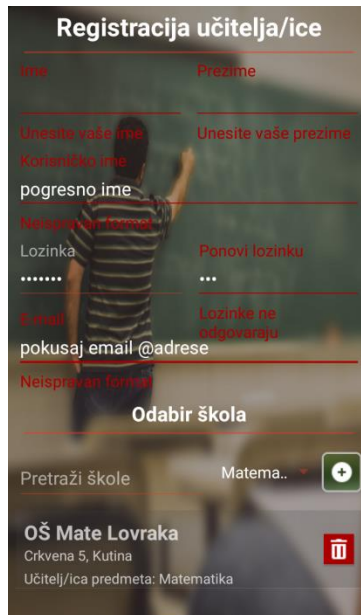 Registracija učitelja/ice
Ime Prezime
Unesite vaše ime Unesite vaše prezime
Korisničko ime
pogresno ime
Neispravan format
Lozinka Ponovi lozinku
••••••• •••
E-mail Lozinke ne
odgovaraju
pokusaj email @adrese
Neispravan format
Odabir škola
Pretraži škole Matema..
OŠ Mate Lovraka
Crkvena 5, Kutina
Učitelj/ica predmeta: Matematika